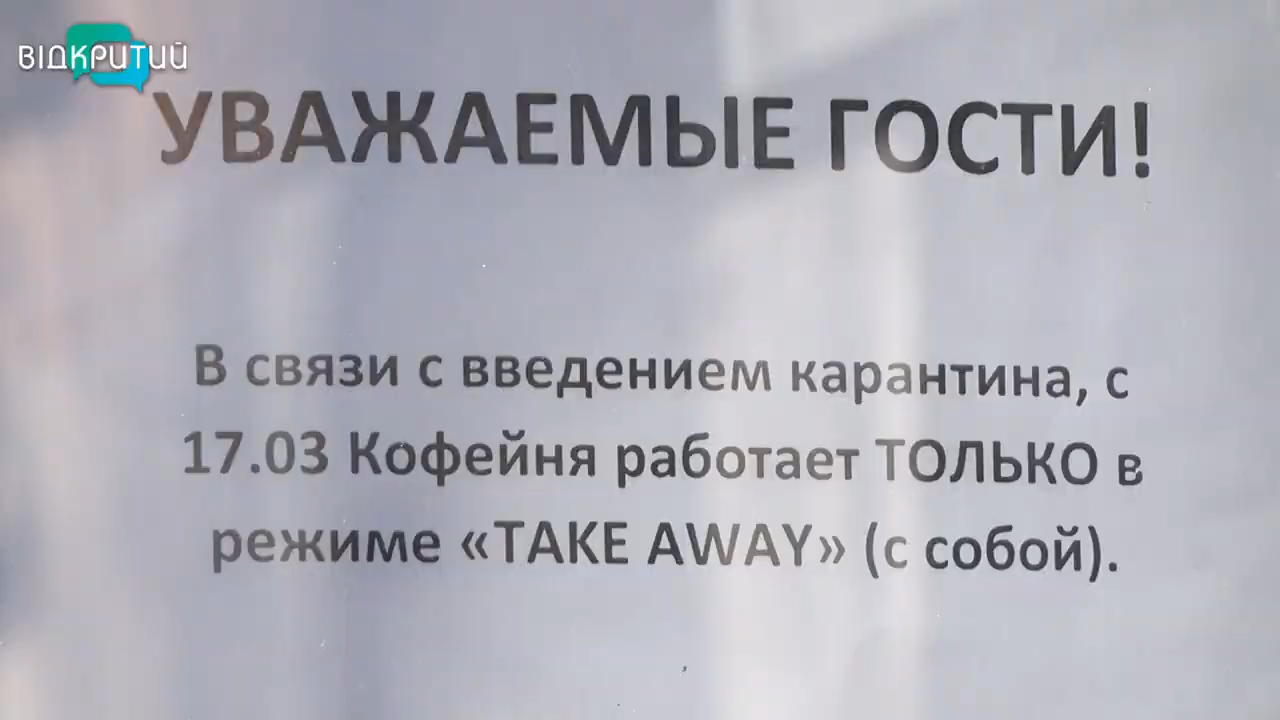 ВІДКРИТИЙ
УВАЖАЕМЫЕ ГОСТИ!
В связи с введением карантина, с
17.03 Кофейня работает ТОЛЬКО в
режиме «TAKE AWAY» (с собой).